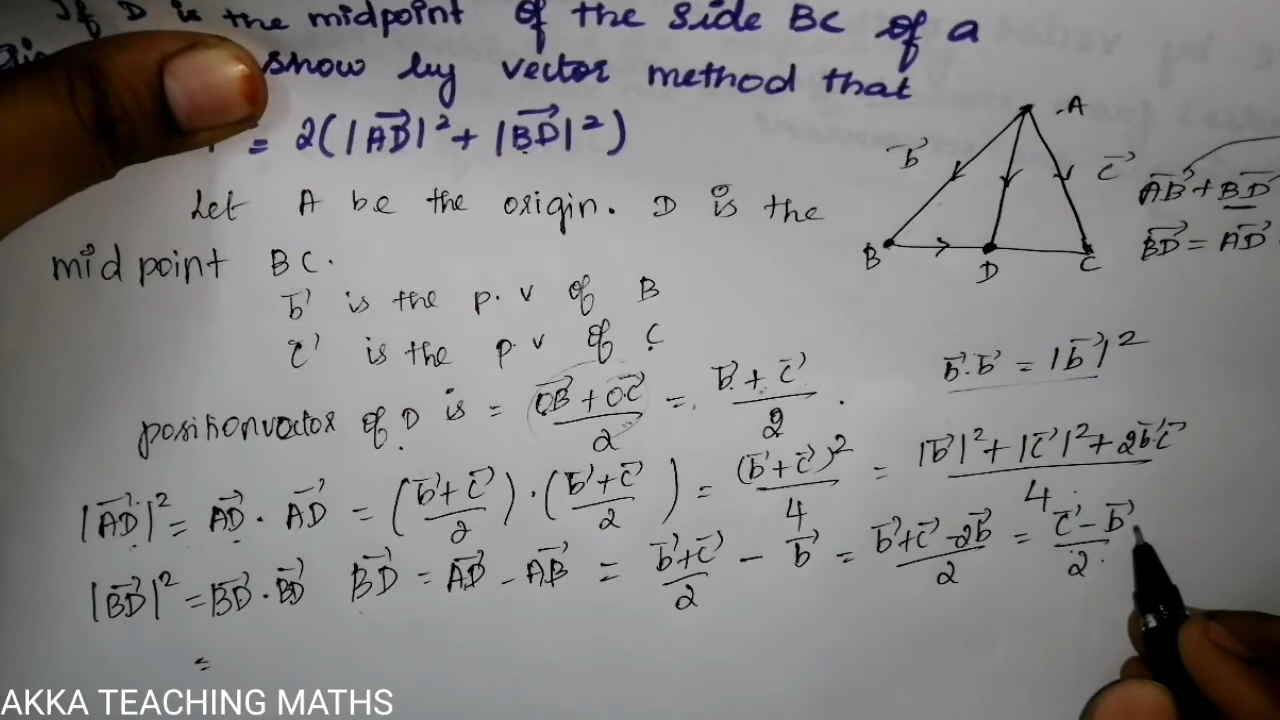 If D is the midpoint of the side BC of a
show by vector method that
= 2(|AD⃗|² + |BD⃗|²)
A
b⃗
c⃗
B
D
C
AB⃗ + BD⃗
BD⃗ = AD⃗
Let A be the origin. D is the
midpoint BC.
b⃗ is the p.v of B
c⃗ is the p v of C
position vector of D is = (OB⃗ + OC⃗)/2 = (b⃗ + c⃗)/2 .
b⃗.b⃗ = |b⃗|²
|AD⃗|² = AD⃗ . AD⃗ = ((b⃗+c⃗)/2) . ((b⃗+c⃗)/2) = (b⃗+c⃗)²/4 = (|b⃗|²+|c⃗|²+2b⃗c⃗)/4
|BD⃗|² = BD⃗ . BD⃗ BD⃗ = AD⃗ - AB⃗ = (b⃗+c⃗)/2 - b⃗ = (b⃗+c⃗-2b⃗)/2 = (c⃗-b⃗)/2
=
AKKA TEACHING MATHS